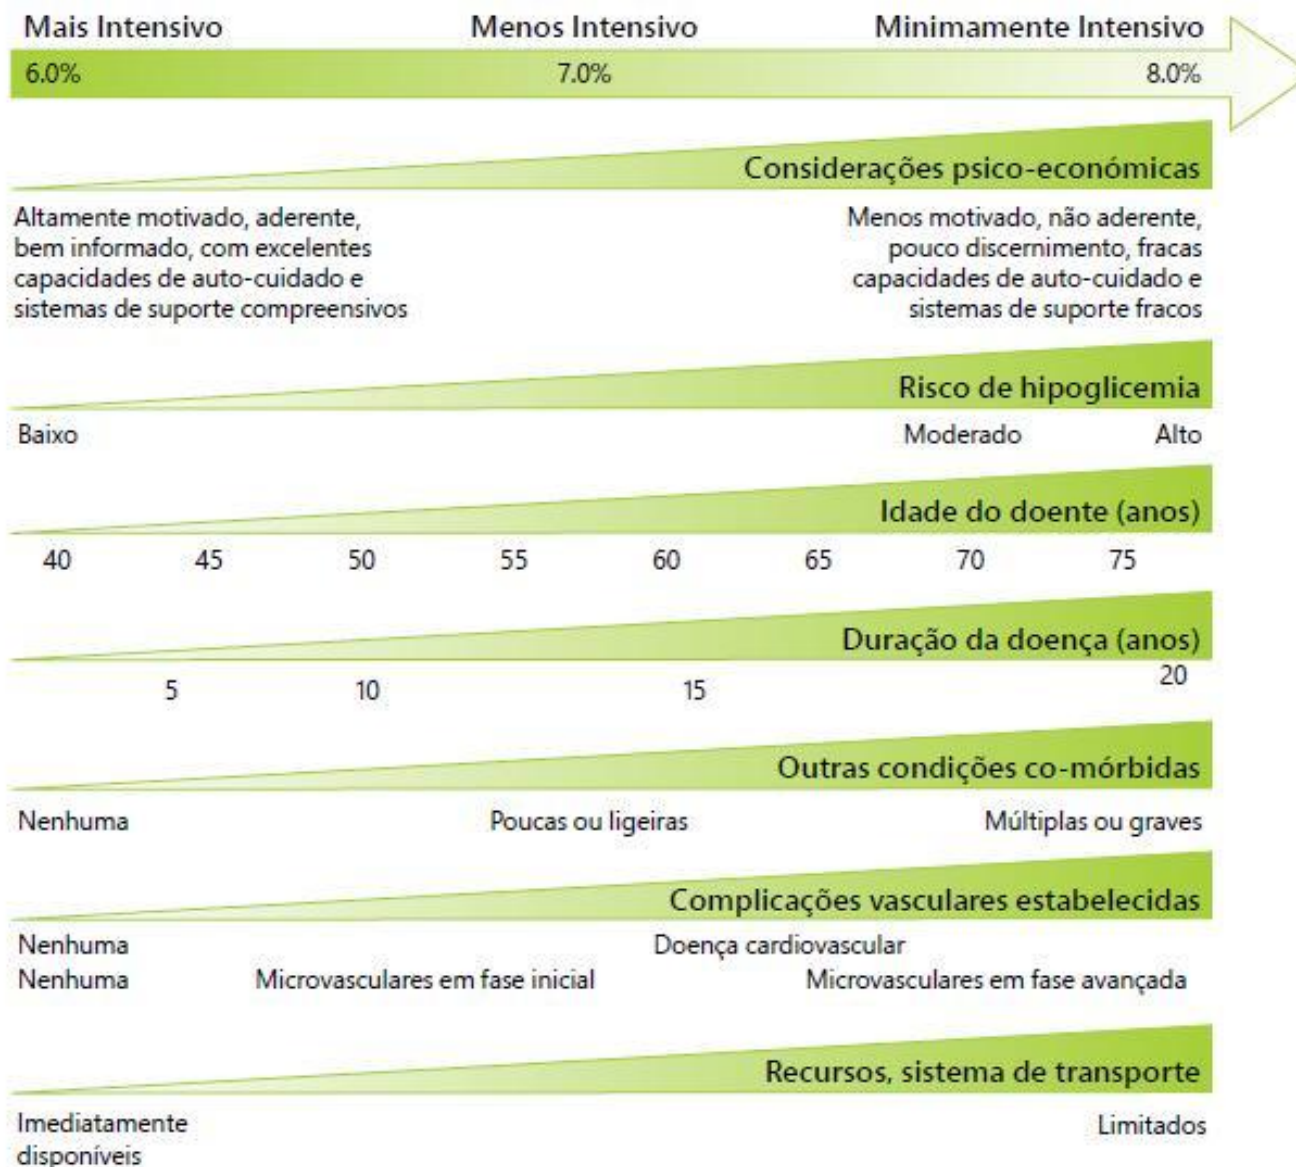 Mais Intensivo Menos Intensivo Minimamente Intensivo
6.0% 7.0% 8.0%
Considerações psico-económicas
Altamente motivado, aderente,
bem informado, com excelentes
capacidades de auto-cuidado e
sistemas de suporte compreensivos
Menos motivado, não aderente,
pouco discernimento, fracas
capacidades de auto-cuidado e
sistemas de suporte fracos
Risco de hipoglicemia
Baixo Moderado Alto
Idade do doente (anos)
40 45 50 55 60 65 70 75
Duração da doença (anos)
5 10 15 20
Outras condições co-mórbidas
Nenhuma Poucas ou ligeiras Múltiplas ou graves
Complicações vasculares estabelecidas
Nenhuma Doença cardiovascular
Nenhuma Microvasculares em fase inicial Microvasculares em fase avançada
Recursos, sistema de transporte
Imediatamente
disponíveis
Limitados